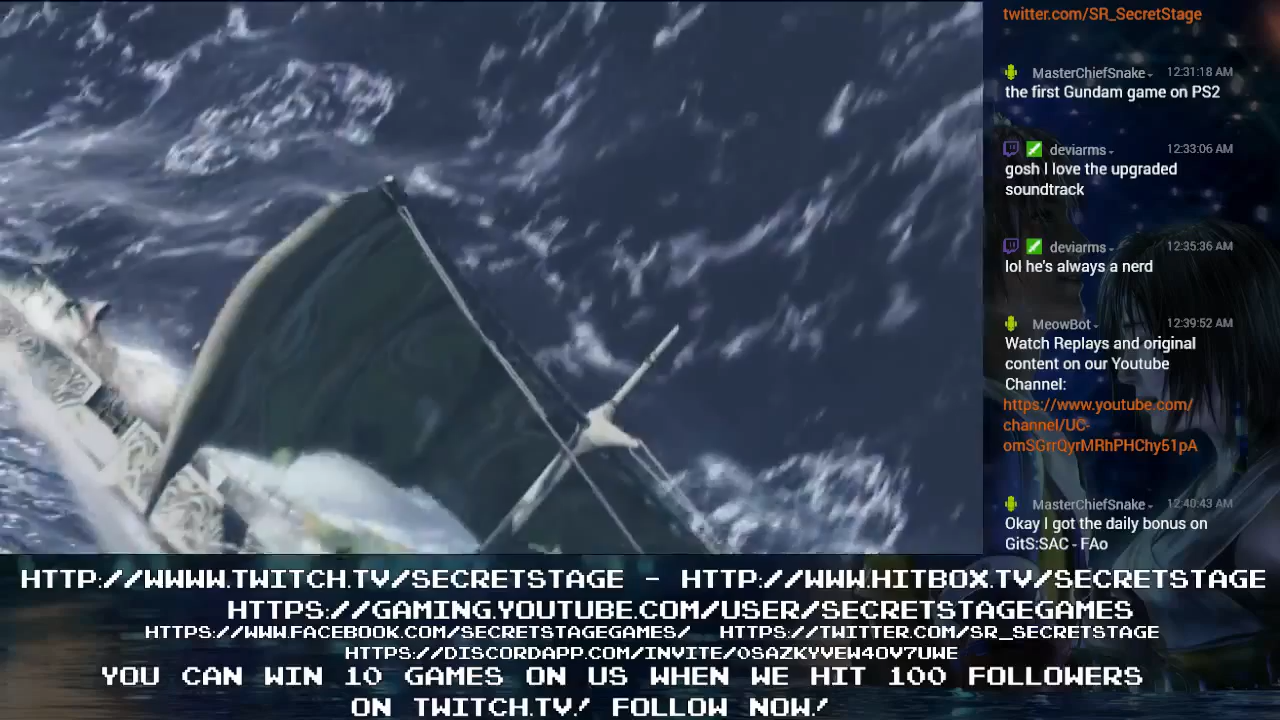 twitter.com/SR_SecretStage
MasterChiefSnake 12:31:18 AM
the first Gundam game on PS2
deviarms 12:33:06 AM
gosh I love the upgraded
soundtrack
deviarms 12:35:36 AM
lol he's always a nerd
MeowBot 12:39:52 AM
Watch Replays and original
content on our Youtube
Channel:
https://www.youtube.com/
channel/UC-
omSGrrQyrMRhPHChy51pA
MasterChiefSnake 12:40:43 AM
Okay I got the daily bonus on
GitS:SAC - FAo
HTTP://WWWW.TWITCH.TV/SECRETSTAGE - HTTP://WWW.HITBOX.TV/SECRETSTAGE
HTTPS://GAMING.YOUTUBE.COM/USER/SECRETSTAGEGAMES
HTTPS://WWW.FACEBOOK.COM/SECRETSTAGEGAMES/ HTTPS://TWITTER.COM/SR_SECRETSTAGE
HTTPS://DISCORDAPP.COM/INVITE/0SAZKYVEW4OV7UWE
YOU CAN WIN 10 GAMES ON US WHEN WE HIT 100 FOLLOWERS
ON TWITCH.TV! FOLLOW NOW!